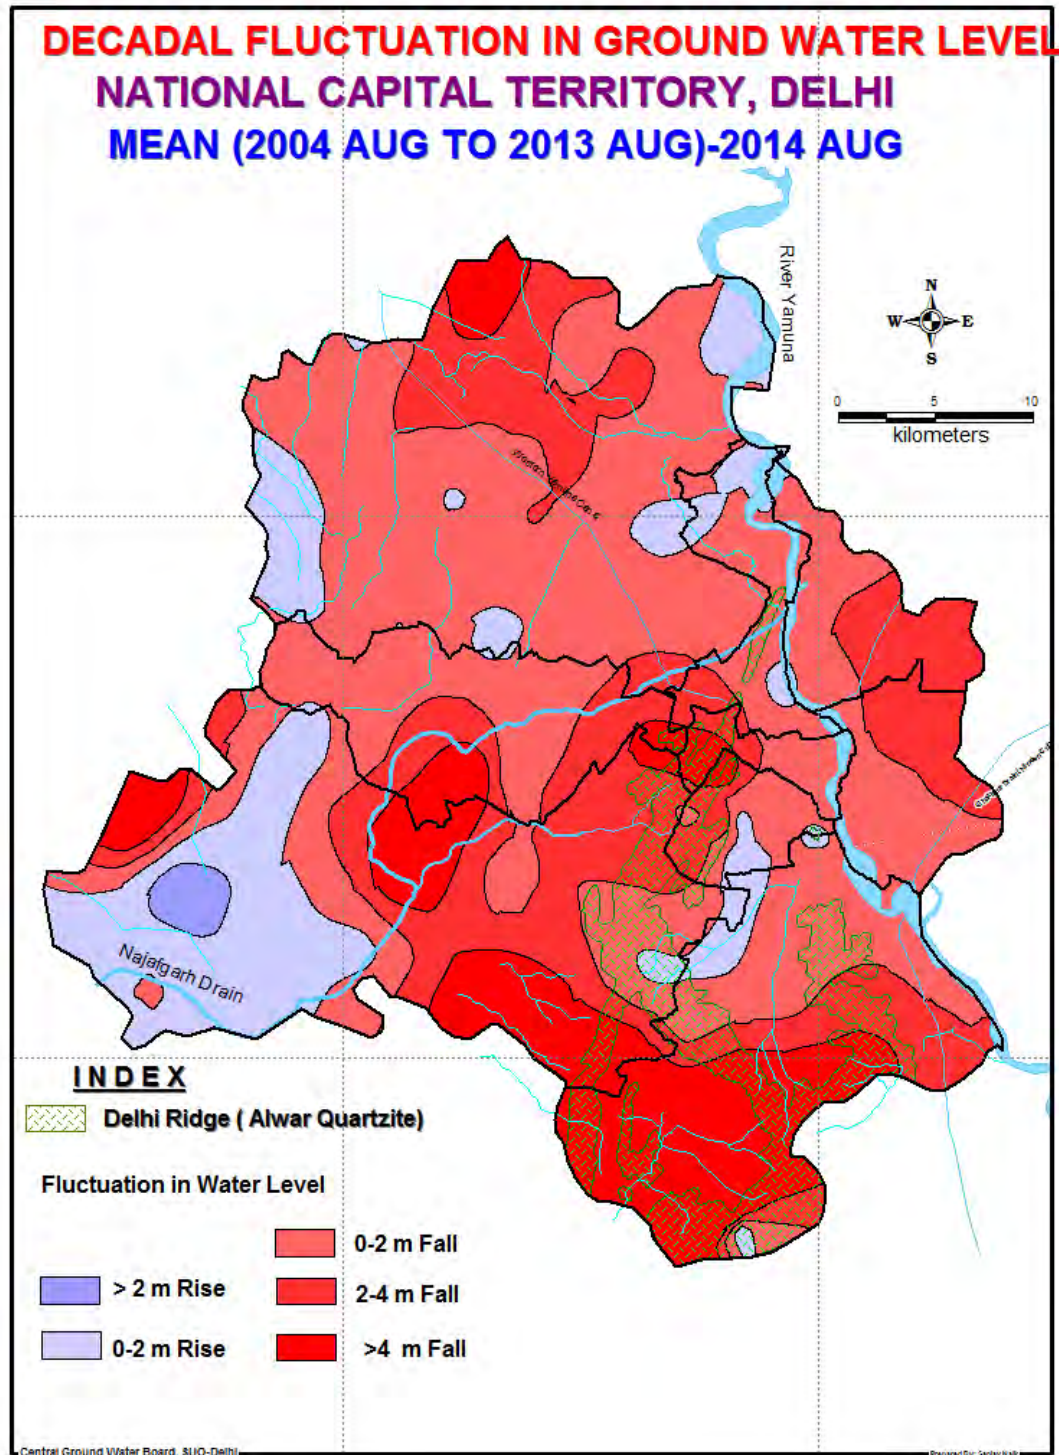 DECADAL FLUCTUATION IN GROUND WATER LEVEL
NATIONAL CAPITAL TERRITORY, DELHI
MEAN (2004 AUG TO 2013 AUG)-2014 AUG
River Yamuna
N
W E
S
0 5 10
kilometers
Najafgarh Drain
INDEX
Delhi Ridge ( Alwar Quartzite)
Fluctuation in Water Level
0-2 m Fall
> 2 m Rise
2-4 m Fall
0-2 m Rise
>4 m Fall
Central Ground Water Board, SUO-Delhi